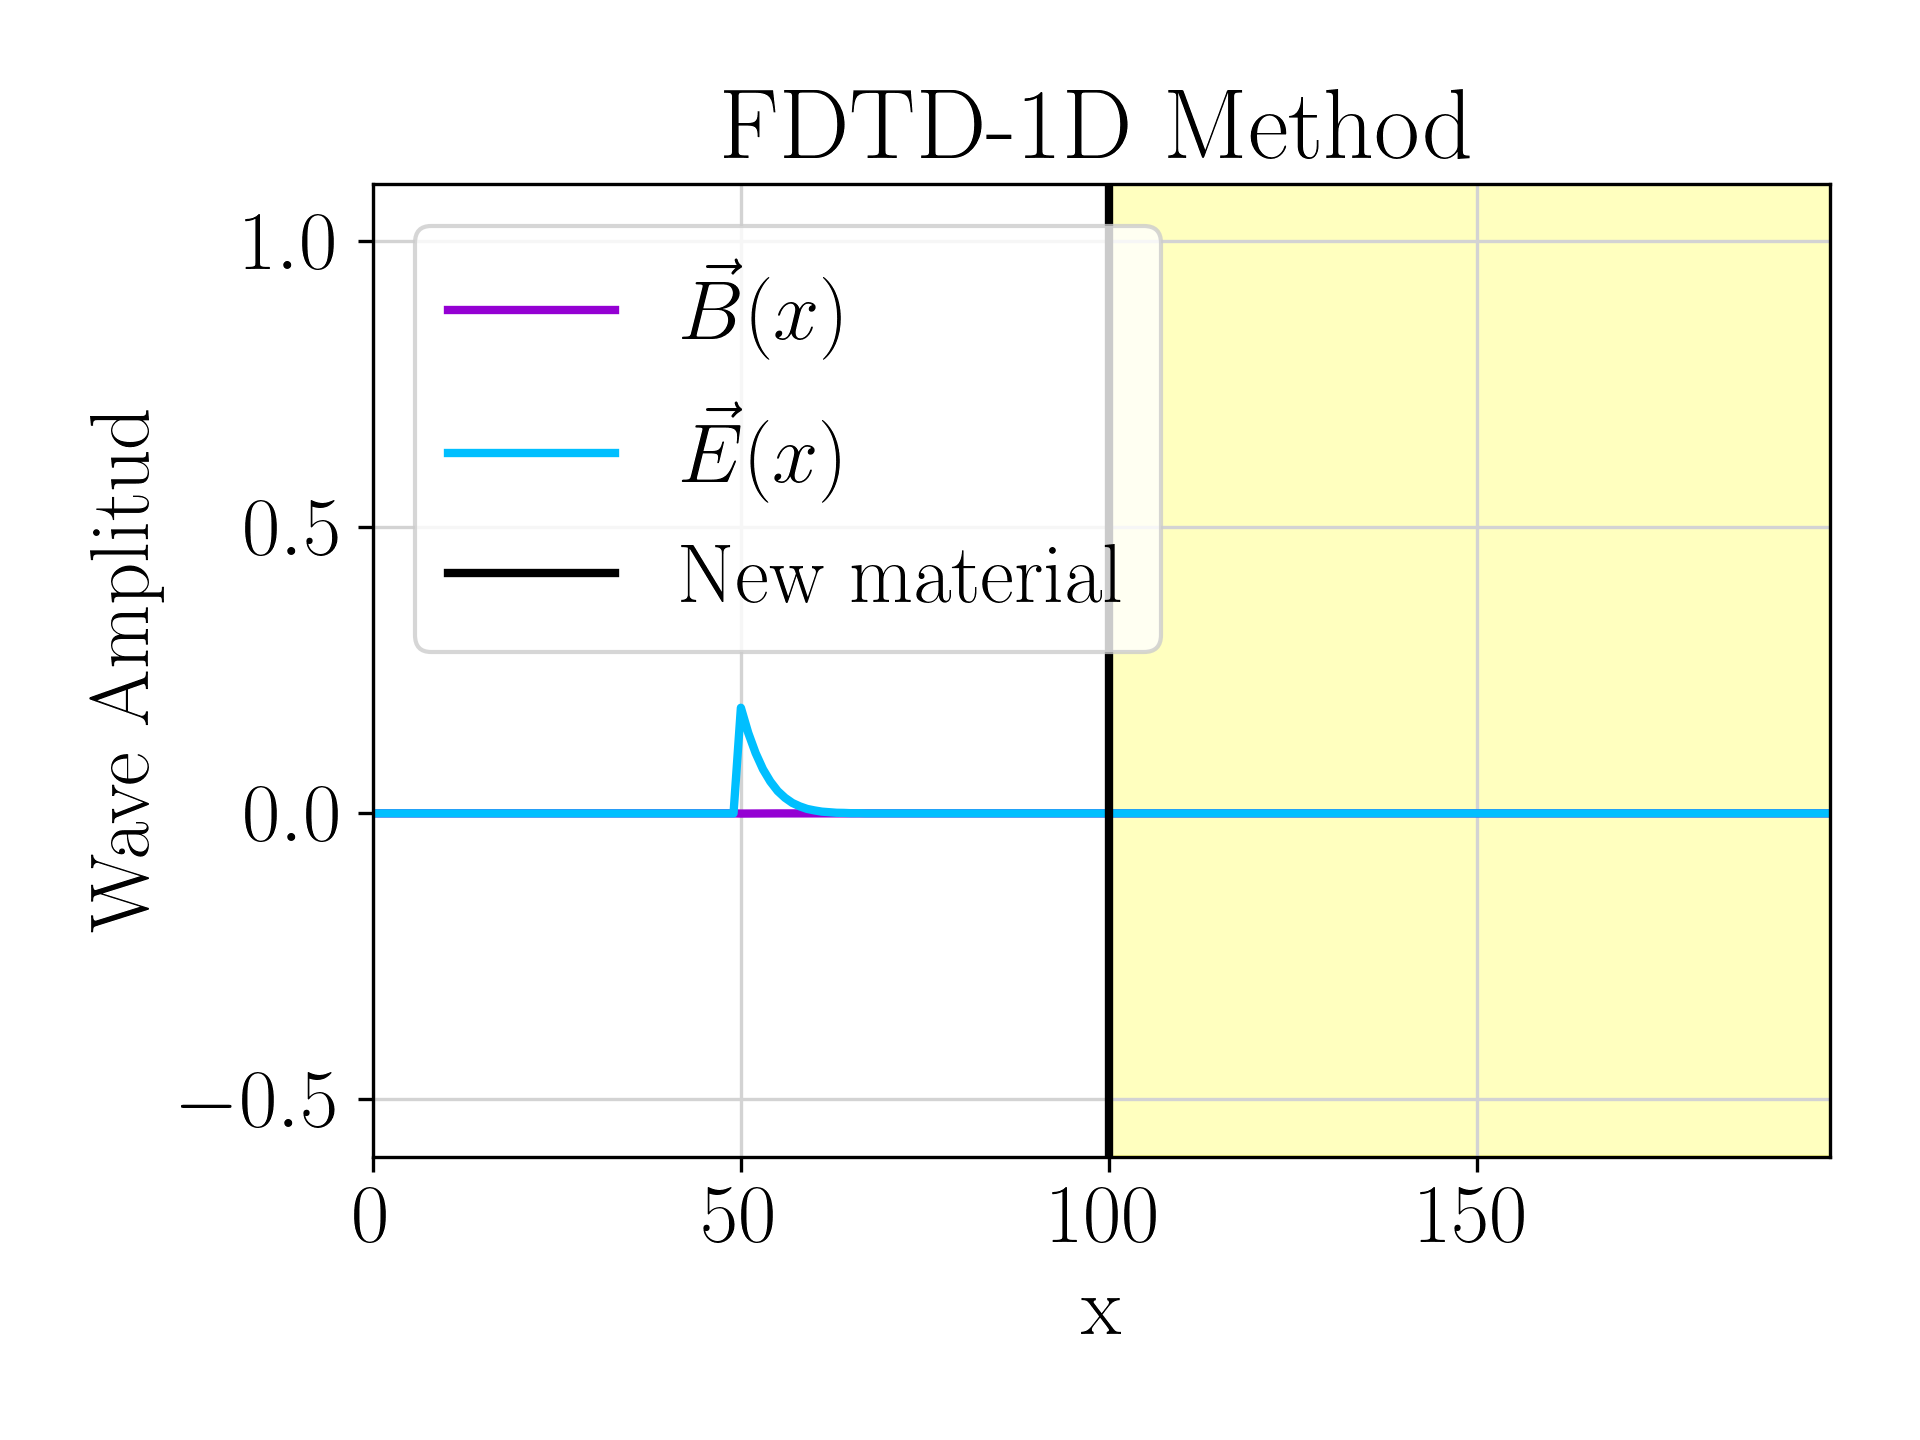 FDTD-1D Method
Wave Amplitud
1.0
0.5
0.0
−0.5
B⃗(x)
E⃗(x)
New material
0 50 100 150
x